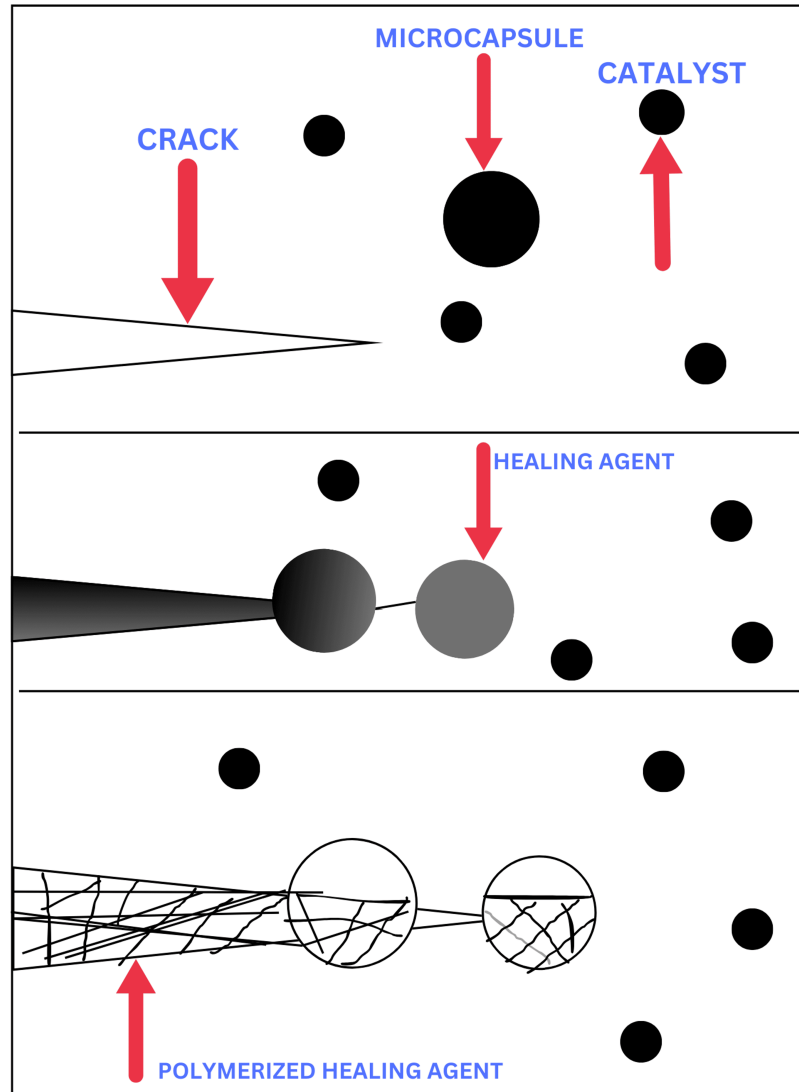 MICROCAPSULE
CATALYST
CRACK
HEALING AGENT
POLYMERIZED HEALING AGENT